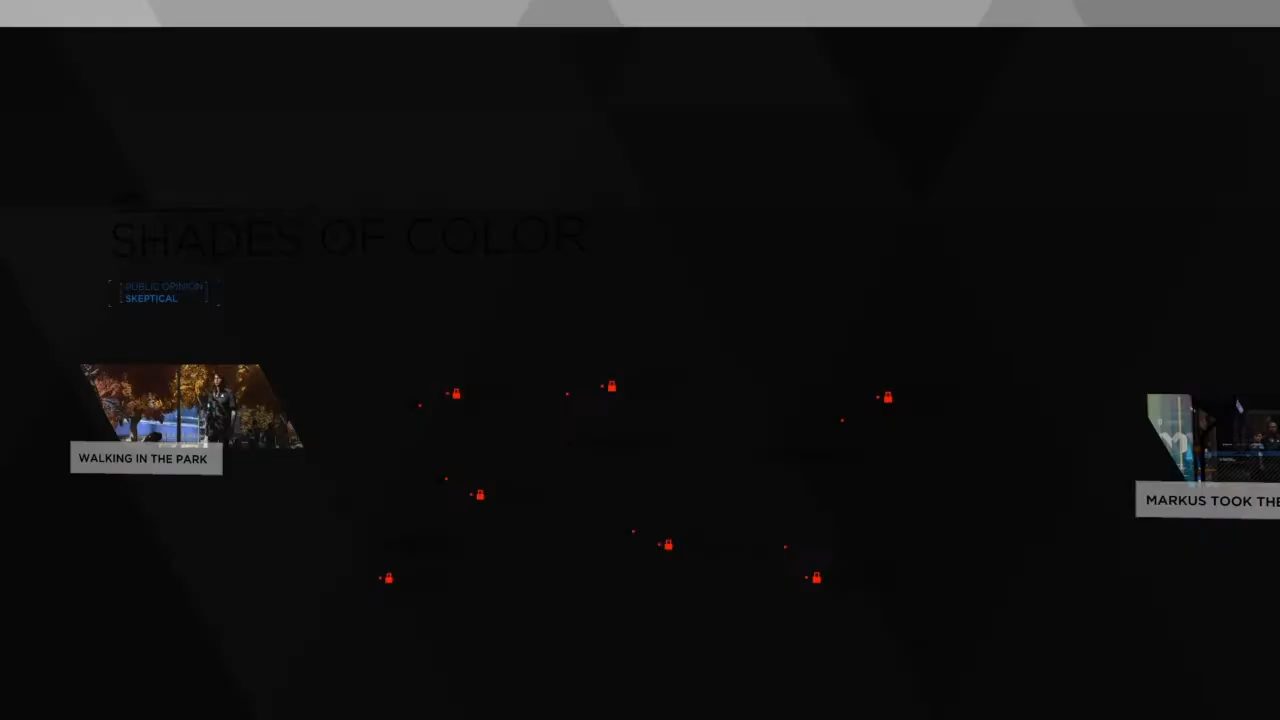 SHADES OF COLOR
PUBLIC OPINION
SKEPTICAL
WALKING IN THE PARK
MARKUS TOOK THE